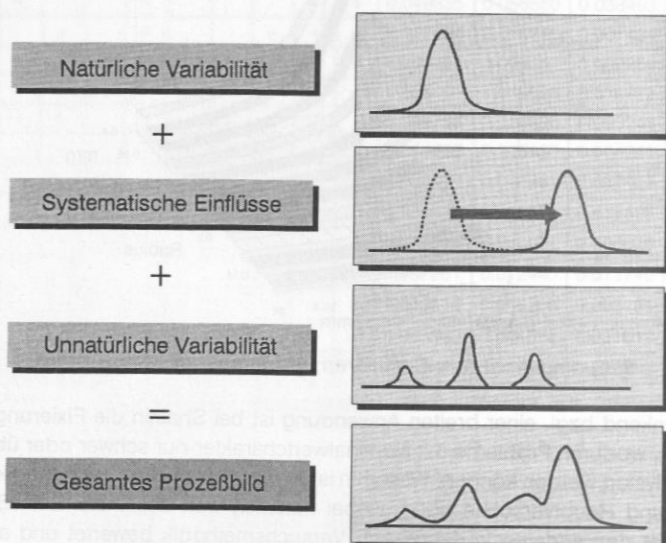 Natürliche Variabilität
+
Systematische Einflüsse
+
Unnatürliche Variabilität
=
Gesamtes Prozeßbild